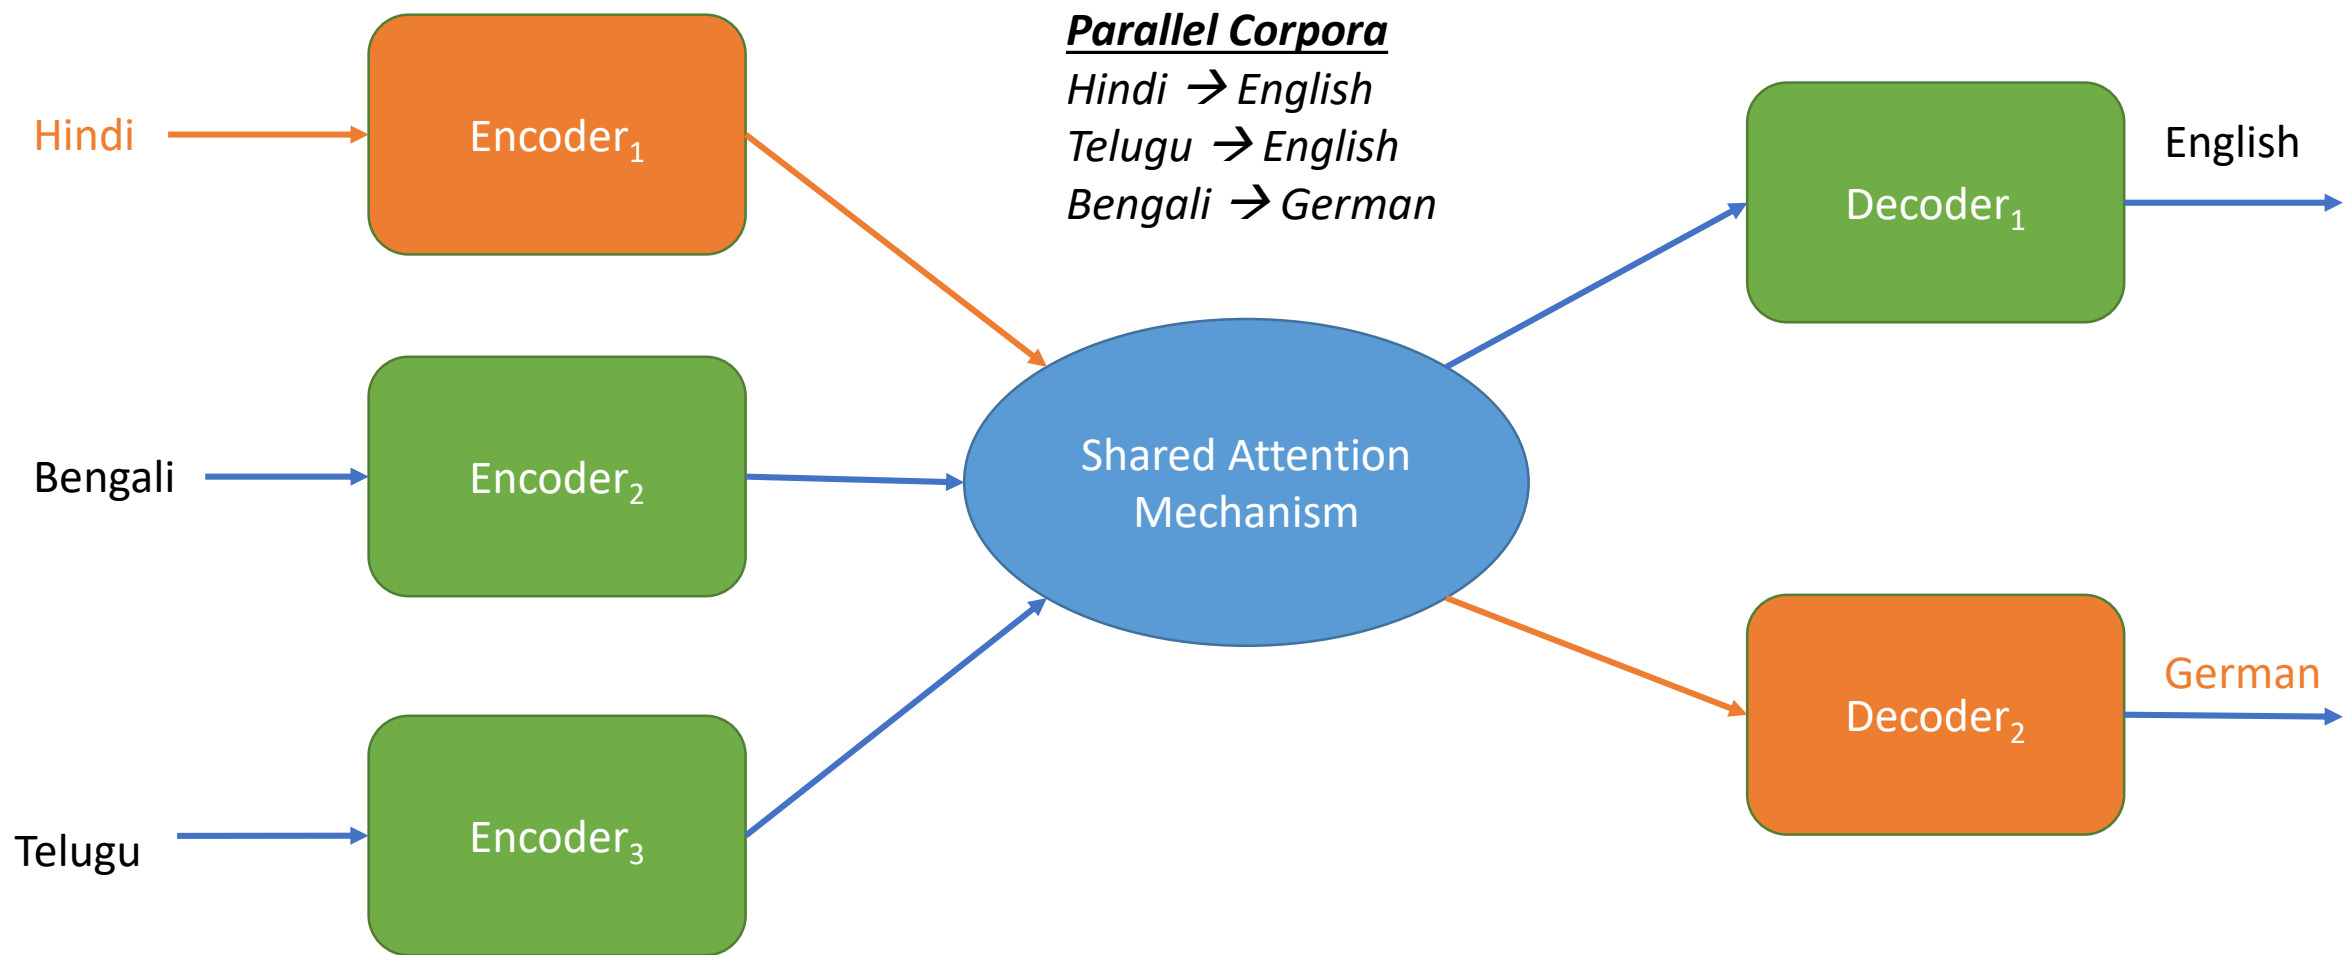 Parallel Corpora
Hindi → English
Telugu → English
Bengali → German
Hindi
Encoder₁
Bengali
Encoder₂
Telugu
Encoder₃
Shared Attention
Mechanism
Decoder₁
English
Decoder₂
German